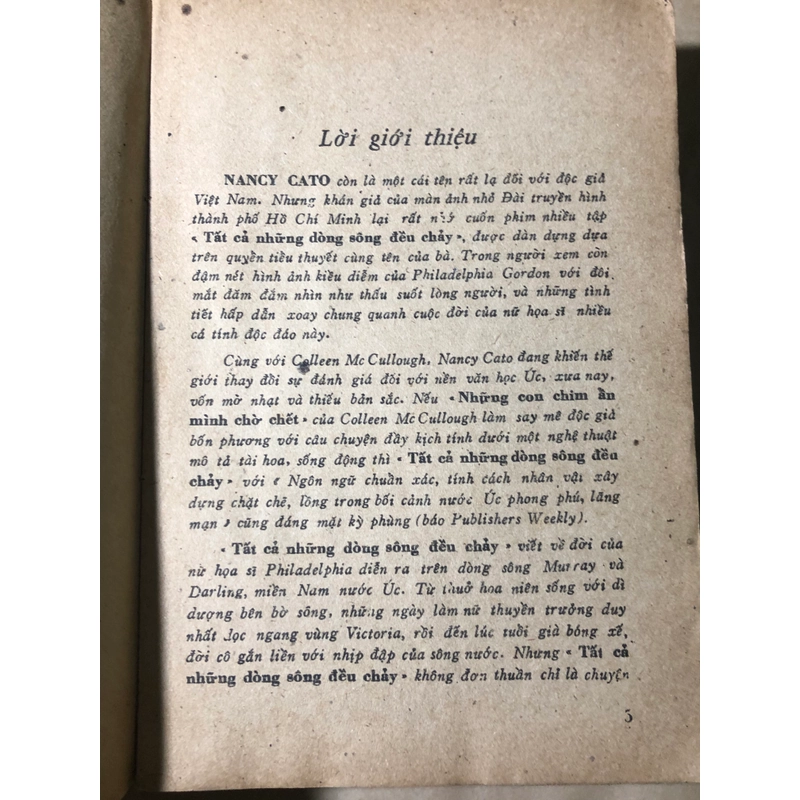 Lời giới thiệu
NANCY CATO còn là một cái tên rất lạ đối với độc giả
Việt Nam. Nhưng khán giả của màn ảnh nhỏ Đài truyền hình
thành phố Hồ Chí Minh lại rất nhớ cuốn phim nhiều tập
« Tất cả những dòng sông đều chảy», được dàn dựng dựa
trên quyển tiểu thuyết cùng tên của bà. Trong người xem còn
đậm nét hình ảnh kiều diễm của Philadelphia Gordon với đôi
mắt đăm đắm nhìn như thấu suốt lòng người, và những tình
tiết hấp dẫn xoay chung quanh cuộc đời của nữ họa sĩ nhiều
cá tính độc đáo này.
Cùng với Colleen Mc Cullough, Nancy Cato đang khiến thế
giới thay đổi sự đánh giá đối với nền văn học Úc, xưa nay,
vốn mờ nhạt và thiếu bản sắc. Nếu «Những con chim ẩn
mình chờ chết» của Colleen Mc Cullough làm say mê độc giả
bốn phương với câu chuyện đầy kịch tính dưới một nghệ thuật
mô tả tài hoa, sống động thì «Tất cả những dòng sông đều
chảy» với « Ngôn ngữ chuẩn xác, tính cách nhân vật xây
dựng chặt chẽ, lồng trong bối cảnh nước Úc phong phú, lãng
mạn » cũng đáng mặt kỳ phùng (báo Publishers Weekly).
«Tất cả những dòng sông đều chảy» viết về đời của
nữ họa sĩ Philadelphia diễn ra trên dòng sông Murray và
Darling, miền Nam nước Úc. Từ thuở hoa niên sống với dì
dượng bên bờ sông, những ngày làm nữ thuyền trưởng duy
nhất dọc ngang vùng Victoria, rồi đến lúc tuổi già bóng xế,
đời cô gắn liền với nhịp đập của sông nước. Nhưng « Tất cả
những dòng sông đều chảy» không đơn thuần chỉ là chuyện
5